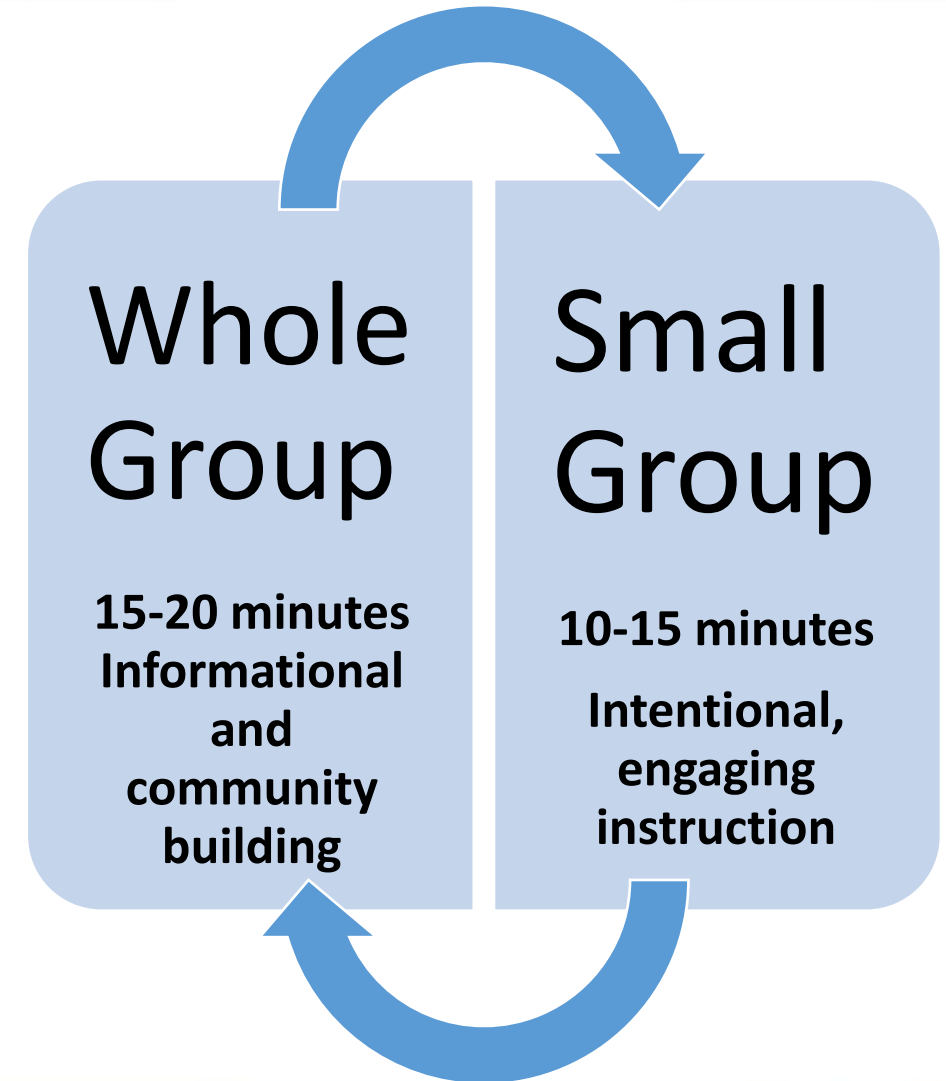 Whole
Group
15-20 minutes
Informational
and
community
building
Small
Group
10-15 minutes
Intentional,
engaging
instruction